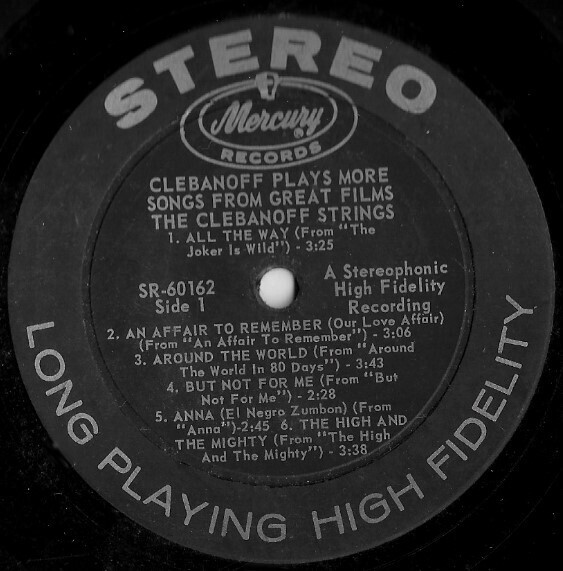 STEREO
Mercury
RECORDS
CLEBANOFF PLAYS MORE
SONGS FROM GREAT FILMS
THE CLEBANOFF STRINGS
1. ALL THE WAY (From "The
Joker Is Wild") - 3:25
SR-60162
Side 1
A Stereophonic
High Fidelity
Recording
2. AN AFFAIR TO REMEMBER (Our Love Affair)
(From "An Affair To Remember") - 3:06
3. AROUND THE WORLD (From "Around
The World In 80 Days") - 3:43
4. BUT NOT FOR ME (From "But
Not For Me") - 2:28
5. ANNA (El Negro Zumbon) (From
"Anna")-2:45 6. THE HIGH AND
THE MIGHTY (From "The High
And The Mighty") - 3:38
LONG PLAYING HIGH FIDELITY